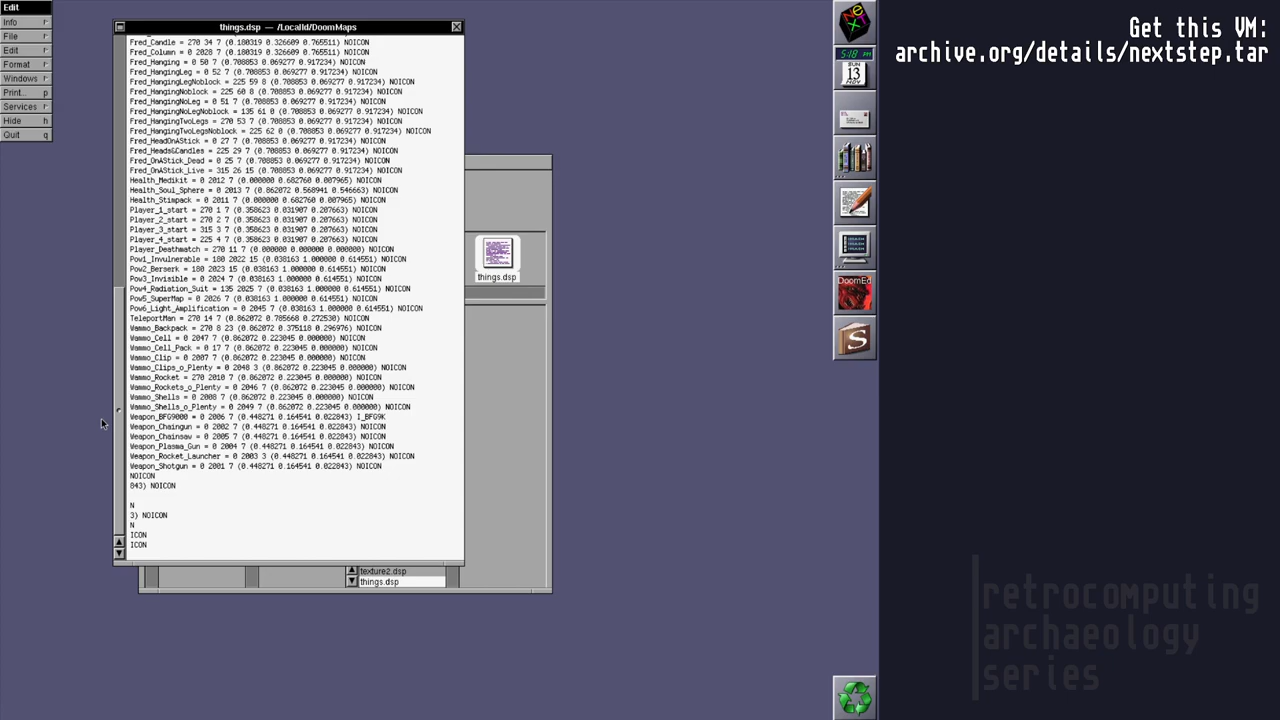 Edit
Info
File
Edit
Format
Windows
Print... p
Services
Hide h
Quit q
things.dsp — /LocalId/DoomMaps
Fred_Candle = 270 34 7 (0.180319 0.326609 0.765511) NOICON
Fred_Column = 0 2028 7 (0.180319 0.326609 0.765511) NOICON
Fred_Hanging = 0 50 7 (0.708853 0.069277 0.917234) NOICON
Fred_HangingLeg = 0 52 7 (0.708853 0.069277 0.917234) NOICON
Fred_HangingLegNoblock = 225 59 8 (0.708853 0.069277 0.917234) NOICON
Fred_HangingNoblock = 225 60 8 (0.708853 0.069277 0.917234) NOICON
Fred_HangingNoLeg = 0 51 7 (0.708853 0.069277 0.917234) NOICON
Fred_HangingNoLegNoblock = 135 61 0 (0.708853 0.069277 0.917234) NOICON
Fred_HangingTwoLegs = 270 53 7 (0.708853 0.069277 0.917234) NOICON
Fred_HangingTwoLegsNoblock = 225 62 0 (0.708853 0.069277 0.917234) NOICON
Fred_HeadOnAStick = 0 27 7 (0.708853 0.069277 0.917234) NOICON
Fred_Heads&Candles = 225 29 7 (0.708853 0.069277 0.917234) NOICON
Fred_OnAStick_Dead = 0 25 7 (0.708853 0.069277 0.917234) NOICON
Fred_OnAStick_Live = 315 26 15 (0.708853 0.069277 0.917234) NOICON
Health_Medikit = 0 2012 7 (0.000000 0.682760 0.007965) NOICON
Health_Soul_Sphere = 0 2013 7 (0.862072 0.568941 0.546663) NOICON
Health_Stimpack = 0 2011 7 (0.000000 0.682760 0.007965) NOICON
Player_1_start = 270 1 7 (0.358623 0.031907 0.207663) NOICON
Player_2_start = 270 2 7 (0.358623 0.031907 0.207663) NOICON
Player_3_start = 315 3 7 (0.358623 0.031907 0.207663) NOICON
Player_4_start = 225 4 7 (0.358623 0.031907 0.207663) NOICON
Player_Deathmatch = 270 11 7 (0.000000 0.000000 0.000000) NOICON
Pow1_Invulnerable = 180 2022 15 (0.038163 1.000000 0.614551) NOICON
Pow2_Berserk = 180 2023 15 (0.038163 1.000000 0.614551) NOICON
Pow3_Invisible = 0 2024 7 (0.038163 1.000000 0.614551) NOICON
Pow4_Radiation_Suit = 135 2025 7 (0.038163 1.000000 0.614551) NOICON
Pow5_SuperMap = 0 2026 7 (0.038163 1.000000 0.614551) NOICON
Pow6_Light_Amplification = 0 2045 7 (0.038163 1.000000 0.614551) NOICON
TeleportMan = 270 14 7 (0.862072 0.785668 0.272530) NOICON
Wammo_Backpack = 270 8 23 (0.862072 0.375118 0.296976) NOICON
Wammo_Cell = 0 2047 7 (0.862072 0.223045 0.000000) NOICON
Wammo_Cell_Pack = 0 17 7 (0.862072 0.223045 0.000000) NOICON
Wammo_Clip = 0 2007 7 (0.862072 0.223045 0.000000) NOICON
Wammo_Clips_o_Plenty = 0 2048 3 (0.862072 0.223045 0.000000) NOICON
Wammo_Rocket = 270 2010 7 (0.862072 0.223045 0.000000) NOICON
Wammo_Rockets_o_Plenty = 0 2046 7 (0.862072 0.223045 0.000000) NOICON
Wammo_Shells = 0 2008 7 (0.862072 0.223045 0.000000) NOICON
Wammo_Shells_o_Plenty = 0 2049 7 (0.862072 0.223045 0.000000) NOICON
Weapon_BFG9000 = 0 2006 7 (0.448271 0.164541 0.022843) I_BFG9K
Weapon_Chaingun = 0 2002 7 (0.448271 0.164541 0.022843) NOICON
Weapon_Chainsaw = 0 2005 7 (0.448271 0.164541 0.022843) NOICON
Weapon_Plasma_Gun = 0 2004 7 (0.448271 0.164541 0.022843) NOICON
Weapon_Rocket_Launcher = 0 2003 3 (0.448271 0.164541 0.022843) NOICON
Weapon_Shotgun = 0 2001 7 (0.448271 0.164541 0.022843) NOICON
NOICON
843) NOICON
N
3) NOICON
N
ICON
ICON
things.dsp
texture2.dsp
things.dsp
5:18 PM
SUN
13
NOV
DoomEd
Get this VM:
archive.org/details/nextstep.tar
retrocomputing
archaeology
series